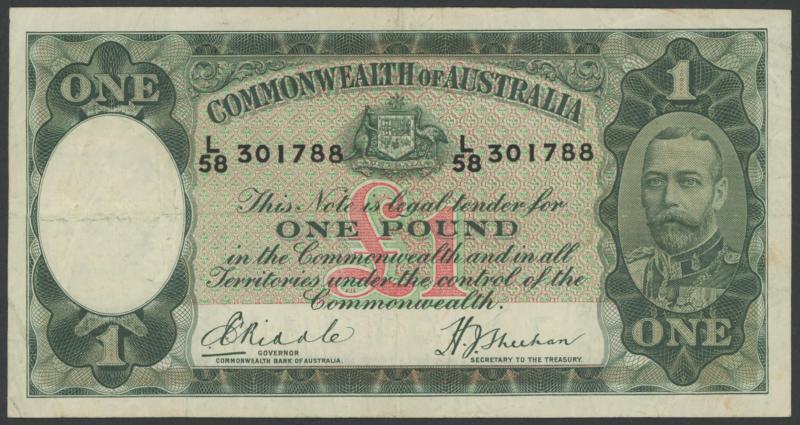 ONE
COMMONWEALTH OF AUSTRALIA
1
L/58 301788 L/58 301788
£1
This Note is legal tender for
ONE POUND
in the Commonwealth and in all
Territories under the control of the
Commonwealth.
E Riddle
H.J. Sheehan
GOVERNOR
COMMONWEALTH BANK OF AUSTRALIA.
SECRETARY TO THE TREASURY.
1
ONE